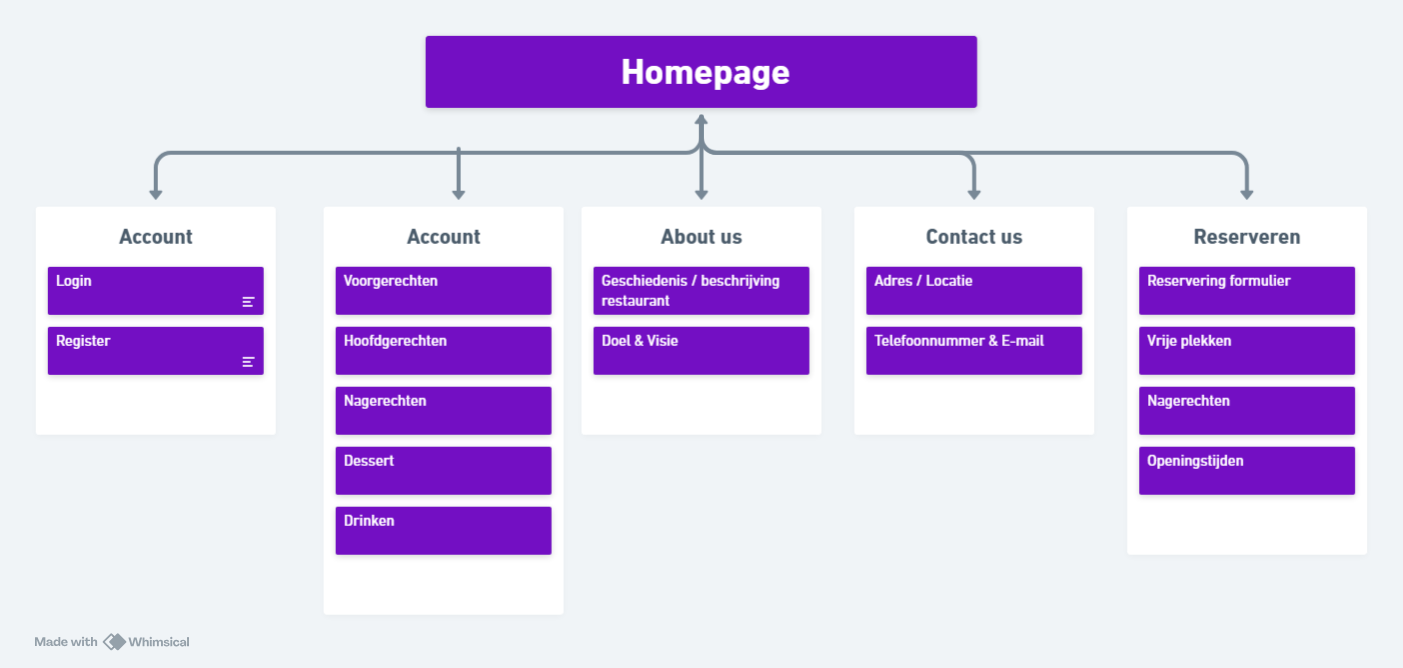 Homepage
Account
Login
Register
Account
Voorgerechten
Hoofdgerechten
Nagerechten
Dessert
Drinken
About us
Geschiedenis / beschrijving
restaurant
Doel & Visie
Contact us
Adres / Locatie
Telefoonnummer & E-mail
Reserveren
Reservering formulier
Vrije plekken
Nagerechten
Openingstijden
Made with Whimsical